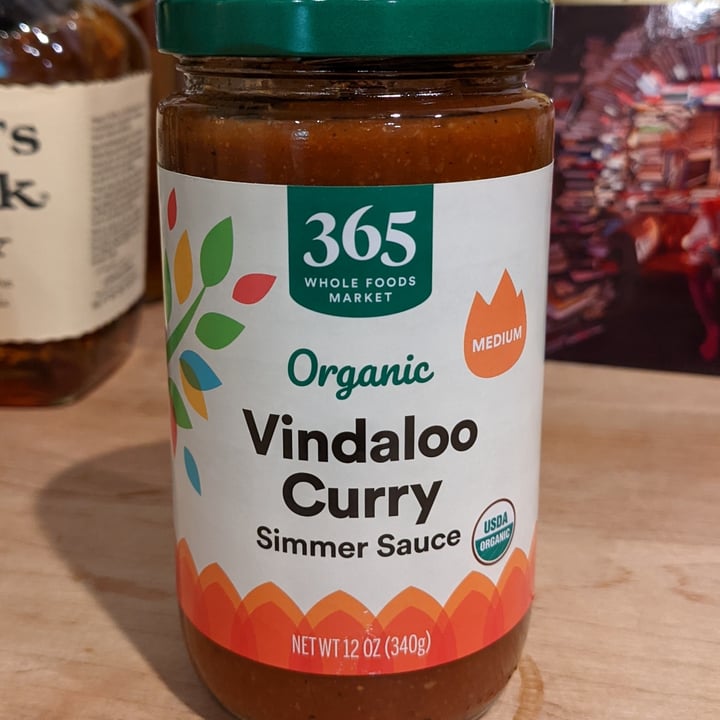 365
WHOLE FOODS
MARKET
MEDIUM
Organic
Vindaloo
Curry
Simmer Sauce
USDA
ORGANIC
NET WT 12 OZ (340g)